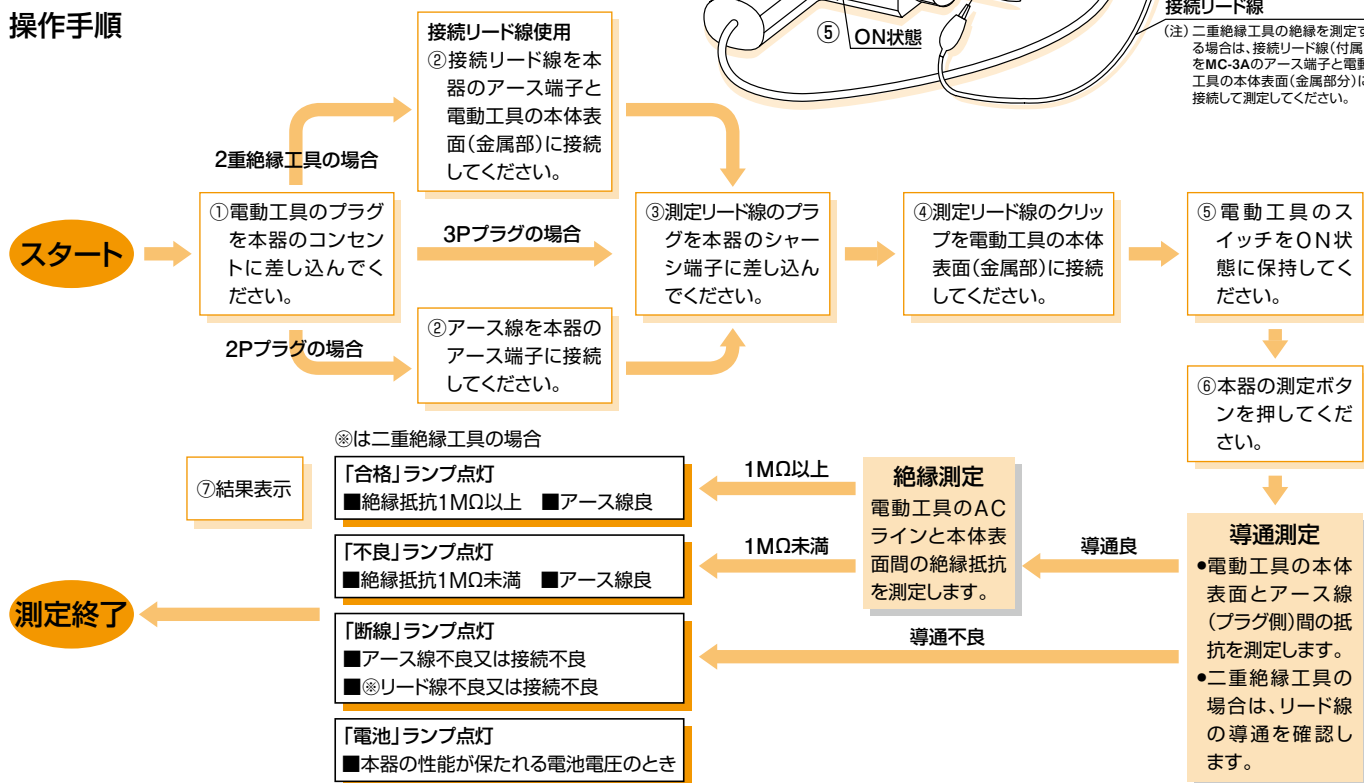 操作手順
⑤ ON状態
接続リード線
(注)二重絶縁工具の絶縁を測定す
る場合は、接続リード線(付属
をMC-3Aのアース端子と電動
工具の本体表面(金属部分)に
接続して測定してください。
スタート
①電動工具のプラグ
を本器のコンセン
トに差し込んでく
ださい。
2重絶縁工具の場合
接続リード線使用
②接続リード線を本
器のアース端子と
電動工具の本体表
面(金属部)に接続
してください。
3Pプラグの場合
2Pプラグの場合
②アース線を本器の
アース端子に接続
してください。
③測定リード線のプラ
グを本器のシャー
シ端子に差し込ん
でください。
④測定リード線のクリッ
プを電動工具の本体
表面(金属部)に接続
してください。
⑤電動工具のス
イッチをON状
態に保持してく
ださい。
⑥本器の測定ボタ
ンを押してくだ
さい。
導通測定
●電動工具の本体
表面とアース線
(プラグ側)間の抵
抗を測定します。
●二重絶縁工具の
場合は、リード線
の導通を確認し
ます。
導通良
導通不良
絶縁測定
電動工具のAC
ラインと本体表
面間の絶縁抵抗
を測定します。
1MΩ以上
1MΩ未満
※は二重絶縁工具の場合
⑦結果表示
「合格」ランプ点灯
■絶縁抵抗1MΩ以上 ■アース線良
「不良」ランプ点灯
■絶縁抵抗1MΩ未満 ■アース線良
「断線」ランプ点灯
■アース線不良又は接続不良
■※リード線不良又は接続不良
「電池」ランプ点灯
■本器の性能が保たれる電池電圧のとき
測定終了